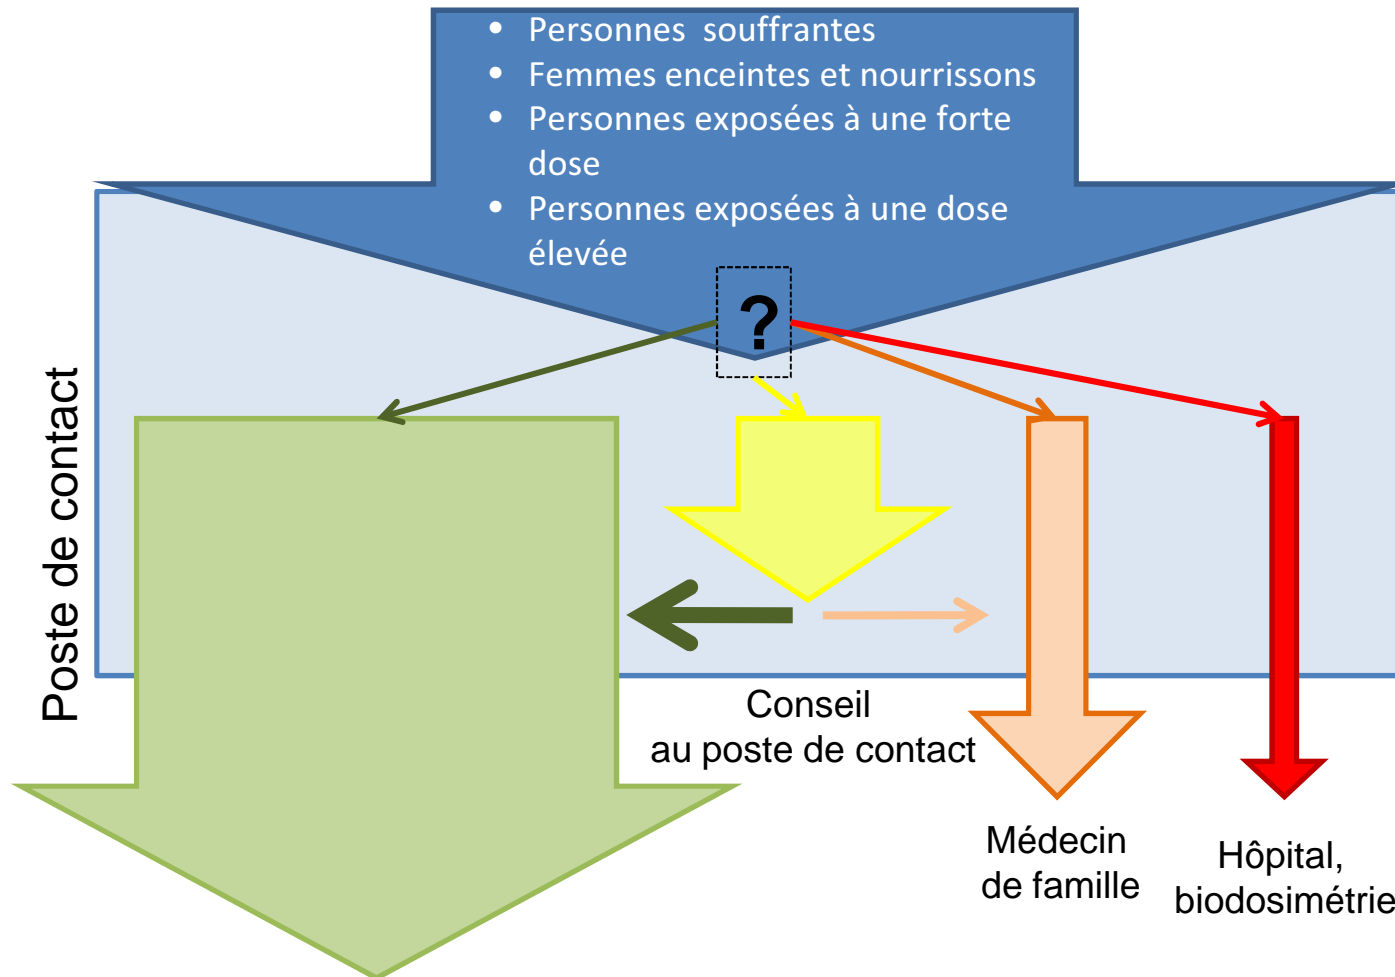 • Personnes souffrantes
• Femmes enceintes et nourrissons
• Personnes exposées à une forte
dose
• Personnes exposées à une dose
élevée
?
Poste de contact
Conseil
au poste de contact
Médecin
de famille
Hôpital,
biodosimétrie